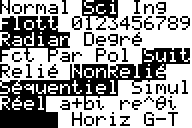 Normal Sci Ing
Flott 0123456789
Radian Degré
Fct Par Pol Suit
Relié NonRelié
Séquentiel Simul
Réel a+bi re^θi
Horiz G-T